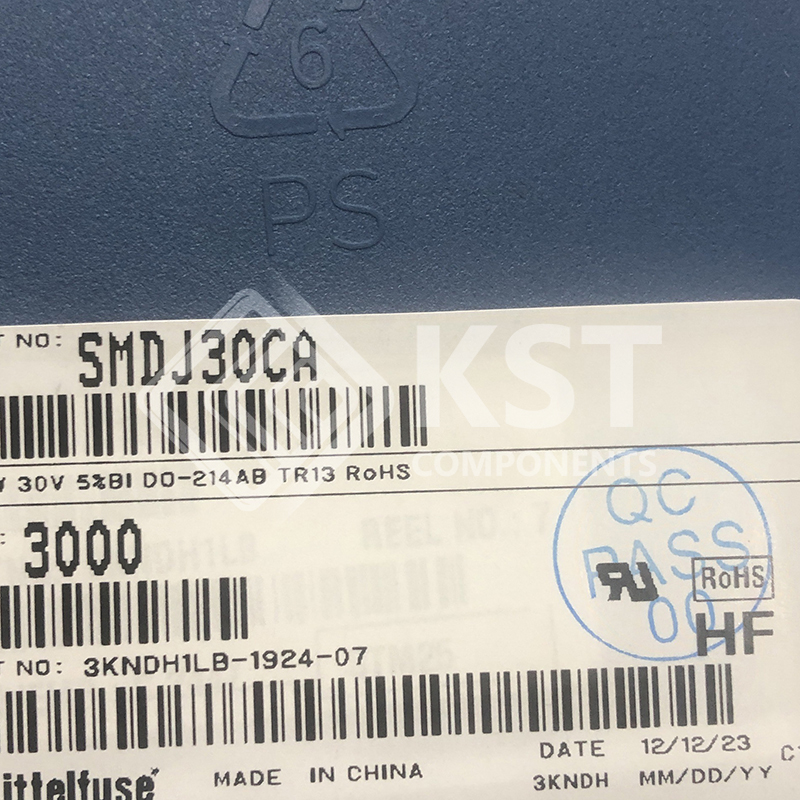 6
PS
KST
COMPONENTS
T NO: SMDJ30CA
30V 5%BI DO-214AB TR13 RoHS
QC
PASS
00
: 3000
REEL NO.: 7
RoHS
HF
T NO: 3KNDH1LB-1924-07
DATE 12/12/23
ittelfuse MADE IN CHINA
3KNDH MM/DD/YY